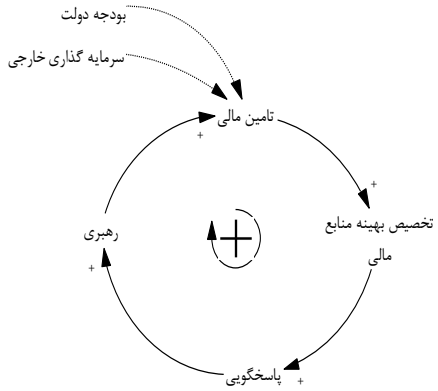 بودجه دولت
سرمایه گذاری خارجی
تامین مالی
+
+
تخصیص بهینه منابع
مالی
رهبری
+
+
پاسخگویی
+